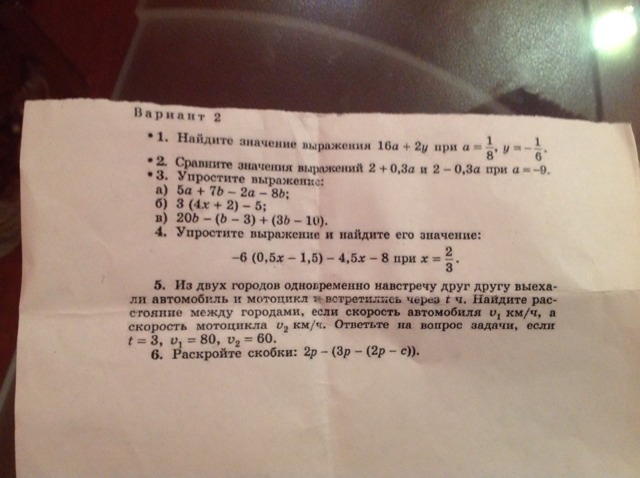 Вариант 2
• 1. Найдите значение выражения 16a + 2y при a = 1/8, y = -1/6.
• 2. Сравните значения выражений 2 + 0,3a и 2 – 0,3a при a = –9.
• 3. Упростите выражение:
а) 5a + 7b – 2a – 8b;
б) 3 (4x + 2) – 5;
в) 20b – (b – 3) + (3b – 10).
4. Упростите выражение и найдите его значение:
–6 (0,5x – 1,5) – 4,5x – 8 при x = 2/3.
5. Из двух городов одновременно навстречу друг другу выеха-
ли автомобиль и мотоцикл и встретились через t ч. Найдите рас-
стояние между городами, если скорость автомобиля v₁ км/ч, а
скорость мотоцикла v₂ км/ч. Ответьте на вопрос задачи, если
t = 3, v₁ = 80, v₂ = 60.
6. Раскройте скобки: 2p – (3p – (2p – c)).